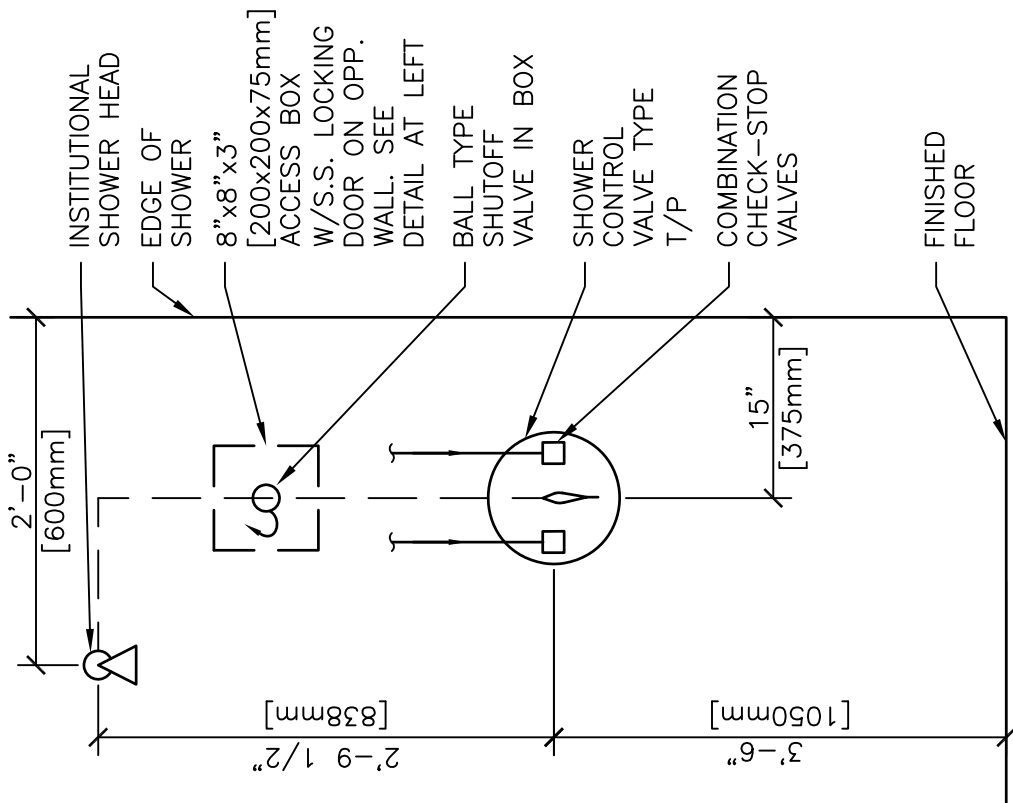 INSTITUTIONAL
SHOWER HEAD
EDGE OF
SHOWER
8"x8"x3"
[200x200x75mm]
ACCESS BOX
W/S.S. LOCKING
DOOR ON OPP.
WALL. SEE
DETAIL AT LEFT
BALL TYPE
SHUTOFF
VALVE IN BOX
SHOWER
CONTROL
VALVE TYPE
T/P
COMBINATION
CHECK-STOP
VALVES
FINISHED
FLOOR
2'-0"
[600mm]
15"
[375mm]
2'-9 1/2"
[838mm]
3'-6"
[1050mm]